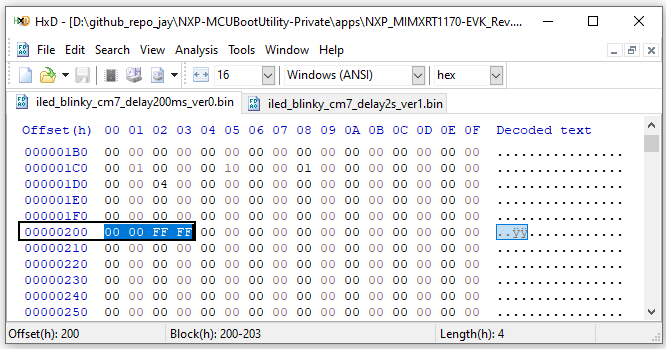 HxD - [D:\github_repo_jay\NXP-MCUBootUtility-Private\apps\NXP_MIMXRT1170-EVK_Rev....
File Edit Search View Analysis Tools Window Help
16 Windows (ANSI) hex
iled_blinky_cm7_delay200ms_ver0.bin iled_blinky_cm7_delay2s_ver1.bin
Offset(h) 00 01 02 03 04 05 06 07 08 09 0A 0B 0C 0D 0E 0F Decoded text
000001B0 00 00 00 00 00 00 00 00 00 00 00 00 00 00 00 00 ................
000001C0 00 01 00 00 00 10 00 00 01 00 00 00 00 00 00 00 ................
000001D0 00 00 04 00 00 00 00 00 00 00 00 00 00 00 00 00 ................
000001E0 00 00 00 00 00 00 00 00 00 00 00 00 00 00 00 00 ................
000001F0 00 00 00 00 00 00 00 00 00 00 00 00 00 00 00 00 ................
00000200 00 00 FF FF 00 00 00 00 00 00 00 00 00 00 00 00 ..ÿÿ............
00000210 00 00 00 00 00 00 00 00 00 00 00 00 00 00 00 00 ................
00000220 00 00 00 00 00 00 00 00 00 00 00 00 00 00 00 00 ................
00000230 00 00 00 00 00 00 00 00 00 00 00 00 00 00 00 00 ................
00000240 00 00 00 00 00 00 00 00 00 00 00 00 00 00 00 00 ................
00000250 00 00 00 00 00 00 00 00 00 00 00 00 00 00 00 00 ................
Offset(h): 200 Block(h): 200-203 Length(h): 4